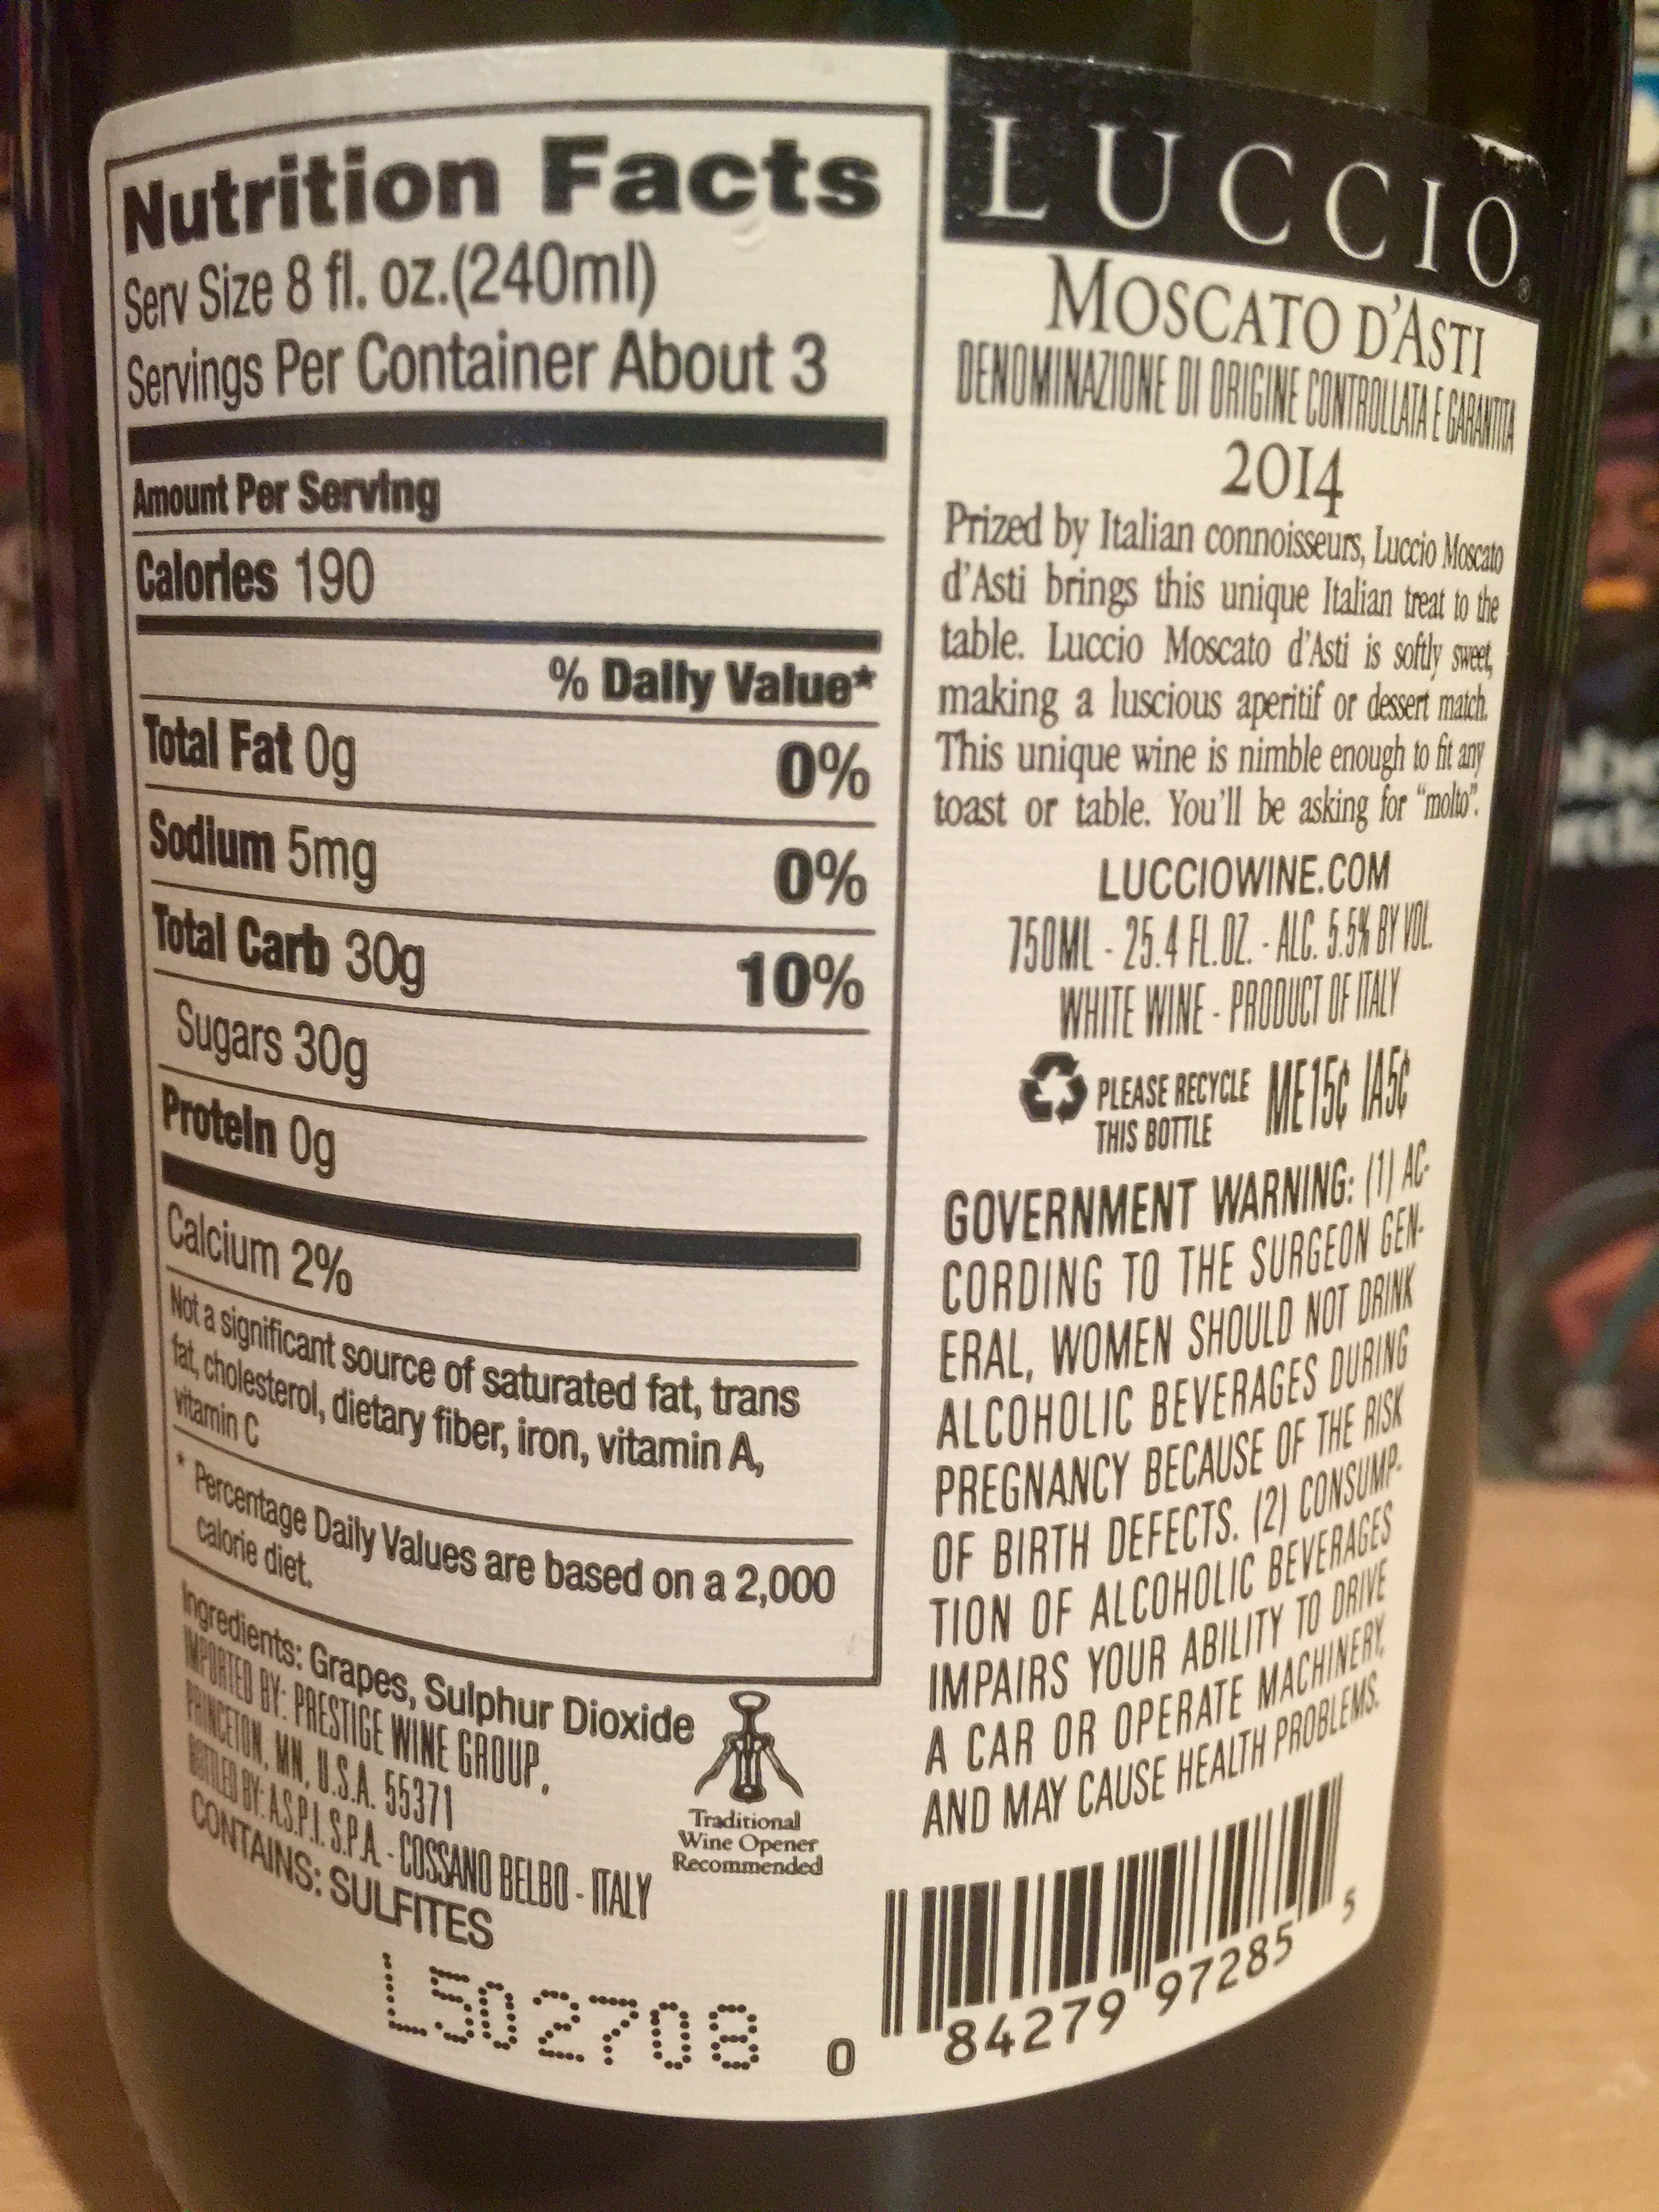 Nutrition Facts
Serv Size 8 fl. oz.(240ml)
Servings Per Container About 3
Amount Per Serving
Calories 190
% Daily Value*
Total Fat 0g 0%
Sodium 5mg 0%
Total Carb 30g 10%
Sugars 30g
Protein 0g
Calcium 2%
Not a significant source of saturated fat, trans
fat, cholesterol, dietary fiber, iron, vitamin A,
vitamin C
* Percentage Daily Values are based on a 2,000
calorie diet.
Ingredients: Grapes, Sulphur Dioxide
IMPORTED BY: PRESTIGE WINE GROUP,
PRINCETON, MN, U.S.A. 55371
BOTTLED BY: A.S.P.I. S.P.A. - COSSANO BELBO - ITALY
CONTAINS: SULFITES
Traditional
Wine Opener
Recommended
L502708
LUCCIO®
MOSCATO D'ASTI
DENOMINAZIONE DI ORIGINE CONTROLLATA E GARANTITA
2014
Prized by Italian connoisseurs, Luccio Moscato
d'Asti brings this unique Italian treat to the
table. Luccio Moscato d'Asti is softly sweet,
making a luscious aperitif or dessert match.
This unique wine is nimble enough to fit any
toast or table. You'll be asking for "molto".
LUCCIOWINE.COM
750ML - 25.4 FL.OZ. - ALC. 5.5% BY VOL.
WHITE WINE - PRODUCT OF ITALY
PLEASE RECYCLE
THIS BOTTLE
ME15¢ IA5¢
GOVERNMENT WARNING: (1) AC-
CORDING TO THE SURGEON GEN-
ERAL, WOMEN SHOULD NOT DRINK
ALCOHOLIC BEVERAGES DURING
PREGNANCY BECAUSE OF THE RISK
OF BIRTH DEFECTS. (2) CONSUMP-
TION OF ALCOHOLIC BEVERAGES
IMPAIRS YOUR ABILITY TO DRIVE
A CAR OR OPERATE MACHINERY,
AND MAY CAUSE HEALTH PROBLEMS.
0 84279 97285 5